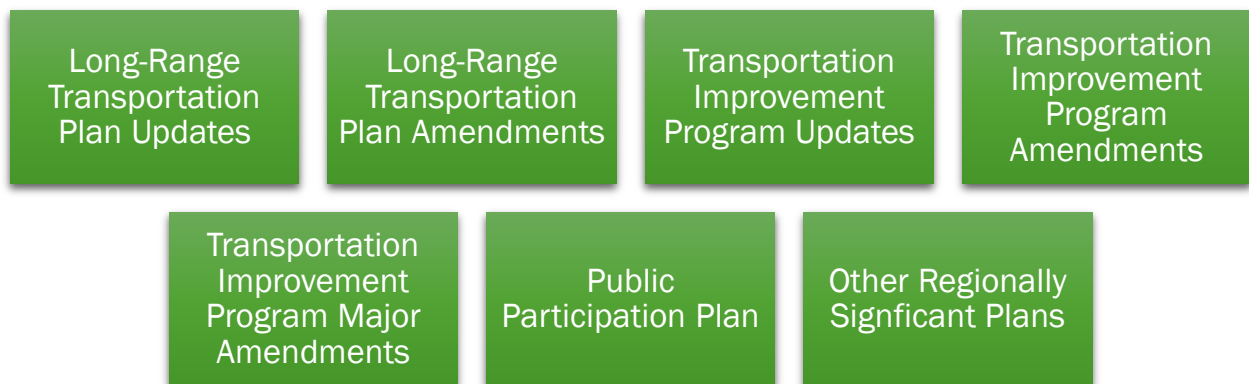 Long-Range
Transportation
Plan Updates
Long-Range
Transportation
Plan Amendments
Transportation
Improvement
Program Updates
Transportation
Improvement
Program
Amendments
Transportation
Improvement
Program Major
Amendments
Public
Participation Plan
Other Regionally
Signficant Plans